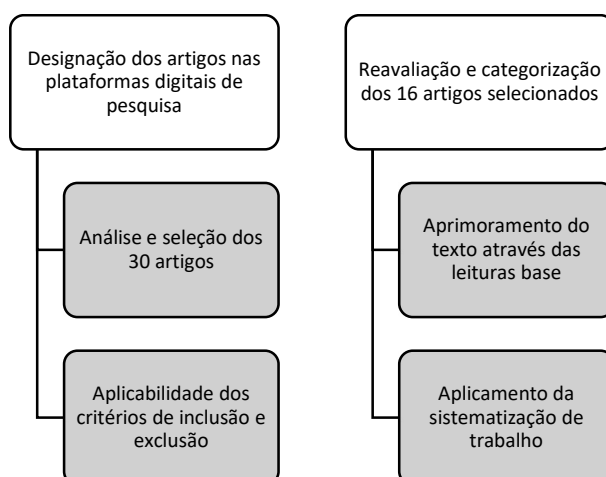 Designação dos artigos nas
plataformas digitais de
pesquisa
Análise e seleção dos
30 artigos
Aplicabilidade dos
critérios de inclusão e
exclusão
Reavaliação e categorização
dos 16 artigos selecionados
Aprimoramento do
texto através das
leituras base
Aplicamento da
sistematização de
trabalho